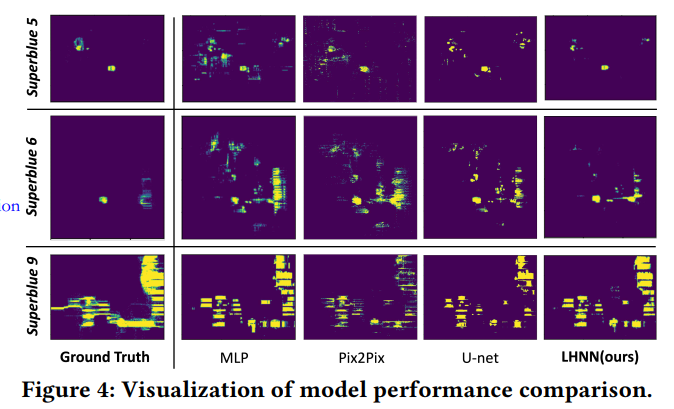 Superblue 5
Superblue 6
ion
Superblue 9
Ground Truth MLP Pix2Pix U-net LHNN(ours)
Figure 4: Visualization of model performance comparison.